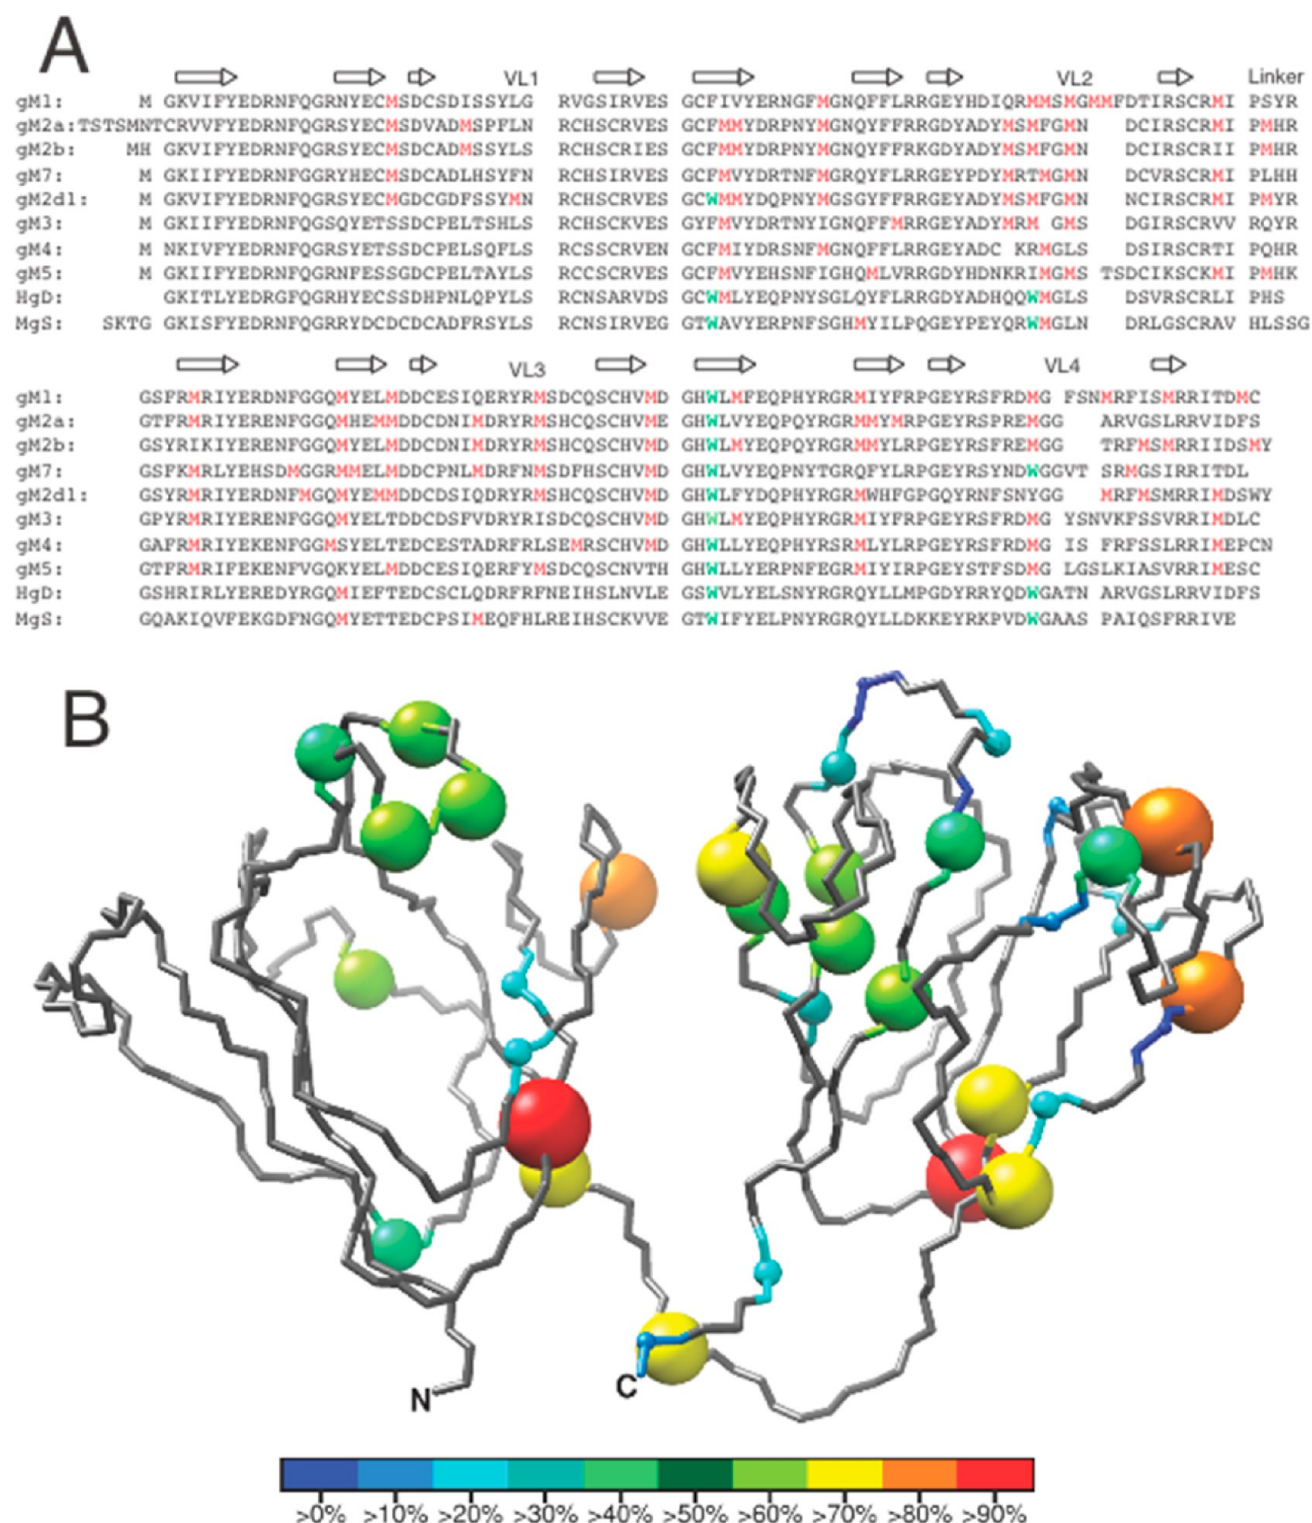 A
VL1 VL2 Linker
gM1: M GKVIFYEDRNFQGRNYECMSDCSDISSYLG RVGSIRVES GCFIVYERNGFMGNQFFLRRGEYHDIQRMMSMGMMFDTIRSCRMI PSYR
gM2a:TSTSMNTCRVVFYEDRNFQGRSYECMSDVADMSPFLN RCHSCRVES GCFMMYDRPNYMGNQYFFRRGDYADYMSMFGMN DCIRSCRMI PMHR
gM2b: MH GKVIFYEDRNFQGRSYECMSDCADMSSYLS RCHSCRIES GCFMMYDRPNYMGNQYFFRKGDYADYMSMFGMN DCIRSCRII PMHR
gM7: M GKIIFYEDRNFGGRYHECMSDCADLHSYFN RCHSIRVES GCFMVYDRTNFMGRQYFLRRGEYPDYMRTMGMN DCVRSCRMI PLHH
gM2d1: M GKVIFYEDRNFQGRSYECMGDCGDFSSYMN RCHSCRVES GCWMMYDQPNYMGSGYFFRRGEYADYMSMFGMN NCIRSCRMI PMYR
gM3: M GKIIFYEDRNFQGRSQYETSSDCPELTSHLS RCHSCKVES GYFMVYDRTNYIGNQFFMRRGEYADYMRM GMS DGIRSCRVV RQYR
gM4: M NKIVFYEDRNFQGRSYETSSDCPELSQFLS RCSSCRVEN GCFMIYDRSNFMGNQFFLRRGEYADC KRMGLS DSIRSCRTI PQHR
gM5: M GKIIFYEDRNFQGRNFESSGDCPELTAYLS RCCSCRVES GCFMVYEHSNFIGHQMLVRRGDYHDNKRIMGMS TSDCIKSCKMI PMHK
HgD: GKITLYEDRGFQGRHYECSSDHPNLQPYLS RCNSARVDS GCWMLYEQPNYSGLQYFLRRGDYADHQQWMGLS DSVRSCRLI PHS
MgS: SKTG GKISFYEDRNFQGRRYDCDCDCADFRSYLS RCNSIRVEG GTWAVYERPNFSGHMYILPQGEYPEYQRWMGLN DRLGSCRAV HLSSG
VL3 VL4
gM1: GSFRMRIYERDNFGGQMYELMDDCESIQERYRMSDCQSCHVMD GHWLMFEQPHYRGRMIYFRPGEYRSFRDMG FSNMRFISMRRITDMC
gM2a: GTFRMRIYERDNFGGQMHEMMDDCDNIMDRYRMSHCQSCHVME GHWLVYEQPQYRGRMMYMRPGEYRSPREMGG ARVGSLRRVIDFS
gM2b: GSYRIKIYERDNFGGQMYELMDDCDNIMDRYRMSHCQSCHVMD GHWLMYEQPQYRGRMMYFRPGEYRSFREMGG TRFMSMRRIIDSMY
gM7: GSFKMRLYEHSDMGGRMMELMDDCPNLMDRFNMSDFHSCHVMD GHWLVYEQPNYTGRQFYLRPGEYRSYNDWGGVT SRMGSIRRITDL
gM2d1: GSYRMRIYERDNFMGQMYEMMDDCDSIQDRYRMSHCQSCHVMD GHWLFYDQPHYRGRMWHFGPGQYRNFSNYGG MRFMSMRRIMDSWY
gM3: GPYRMRIYERENFGGQMYELTDDCDSFVDRYRISDCQSCHVMD GHWLMYEQPHYRGRMIYFRPGEYRSFRDMG YSNVKFSSVRRIMDLC
gM4: GAFRMRIYEKENFGGMSYELTEDCESTADRFRLSEMRSCHVMD GHWLLYEQPHYRSRMLYLRPGEYRSFRDMG IS FRFSSLRRIMEPCN
gM5: GTFRMRIFEKENFVGQKYELMDDCESIQERFYMSDCQSCNVTH GHWLLYERPNFEGRMIYIRPGEYSTFSDMG LGSLKIASVRRIMESC
HgD: GSHRIRLYEREDYRGQMIEFTEDCSCLQDRFRFNEIHSLNVLE GSWVLYELSNYRGRQYLLMPGDYRRYQDWGATN ARVGSLRRVIDFS
MgS: GQAKIQVFEKGDFNGQMYETTEDCPSIMEQFHLREIHSCKVVE GTWIFYELPNYRGRQYLLDKKEYRKPVDWGAAS PAIQSFRRIVE
B
N C
>0% >10% >20% >30% >40% >50% >60% >70% >80% >90%